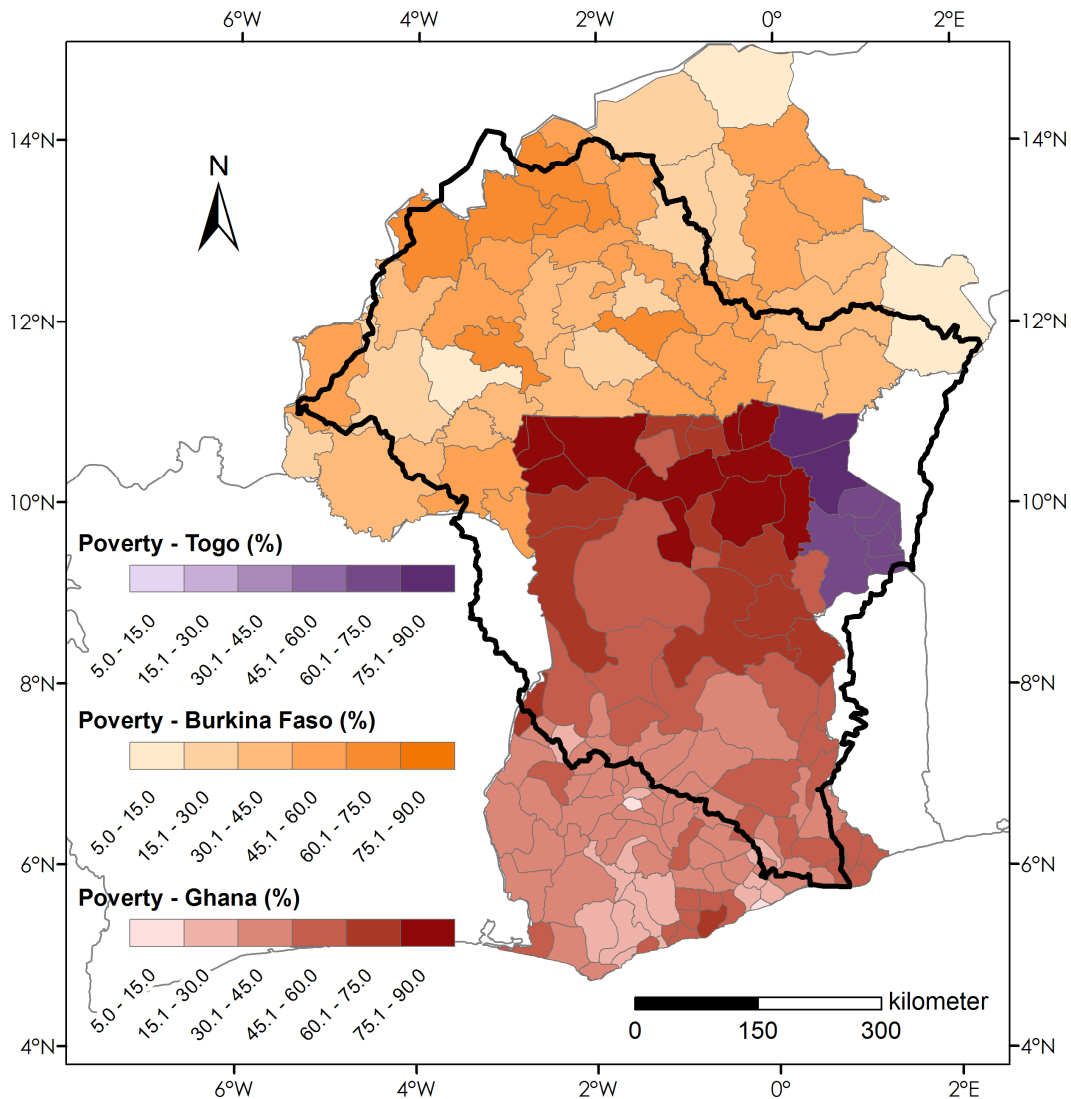 6°W 4°W 2°W 0° 2°E
14°N 14°N
N
12°N 12°N
10°N 10°N
Poverty - Togo (%)
5.0 - 15.0 15.1 - 30.0 30.1 - 45.0 45.1 - 60.0 60.1 - 75.0 75.1 - 90.0
8°N 8°N
Poverty - Burkina Faso (%)
5.0 - 15.0 15.1 - 30.0 30.1 - 45.0 45.1 - 60.0 60.1 - 75.0 75.1 - 90.0
6°N 6°N
Poverty - Ghana (%)
5.0 - 15.0 15.1 - 30.0 30.1 - 45.0 45.1 - 60.0 60.1 - 75.0 75.1 - 90.0
kilometer
0 150 300
4°N 4°N
6°W 4°W 2°W 0° 2°E